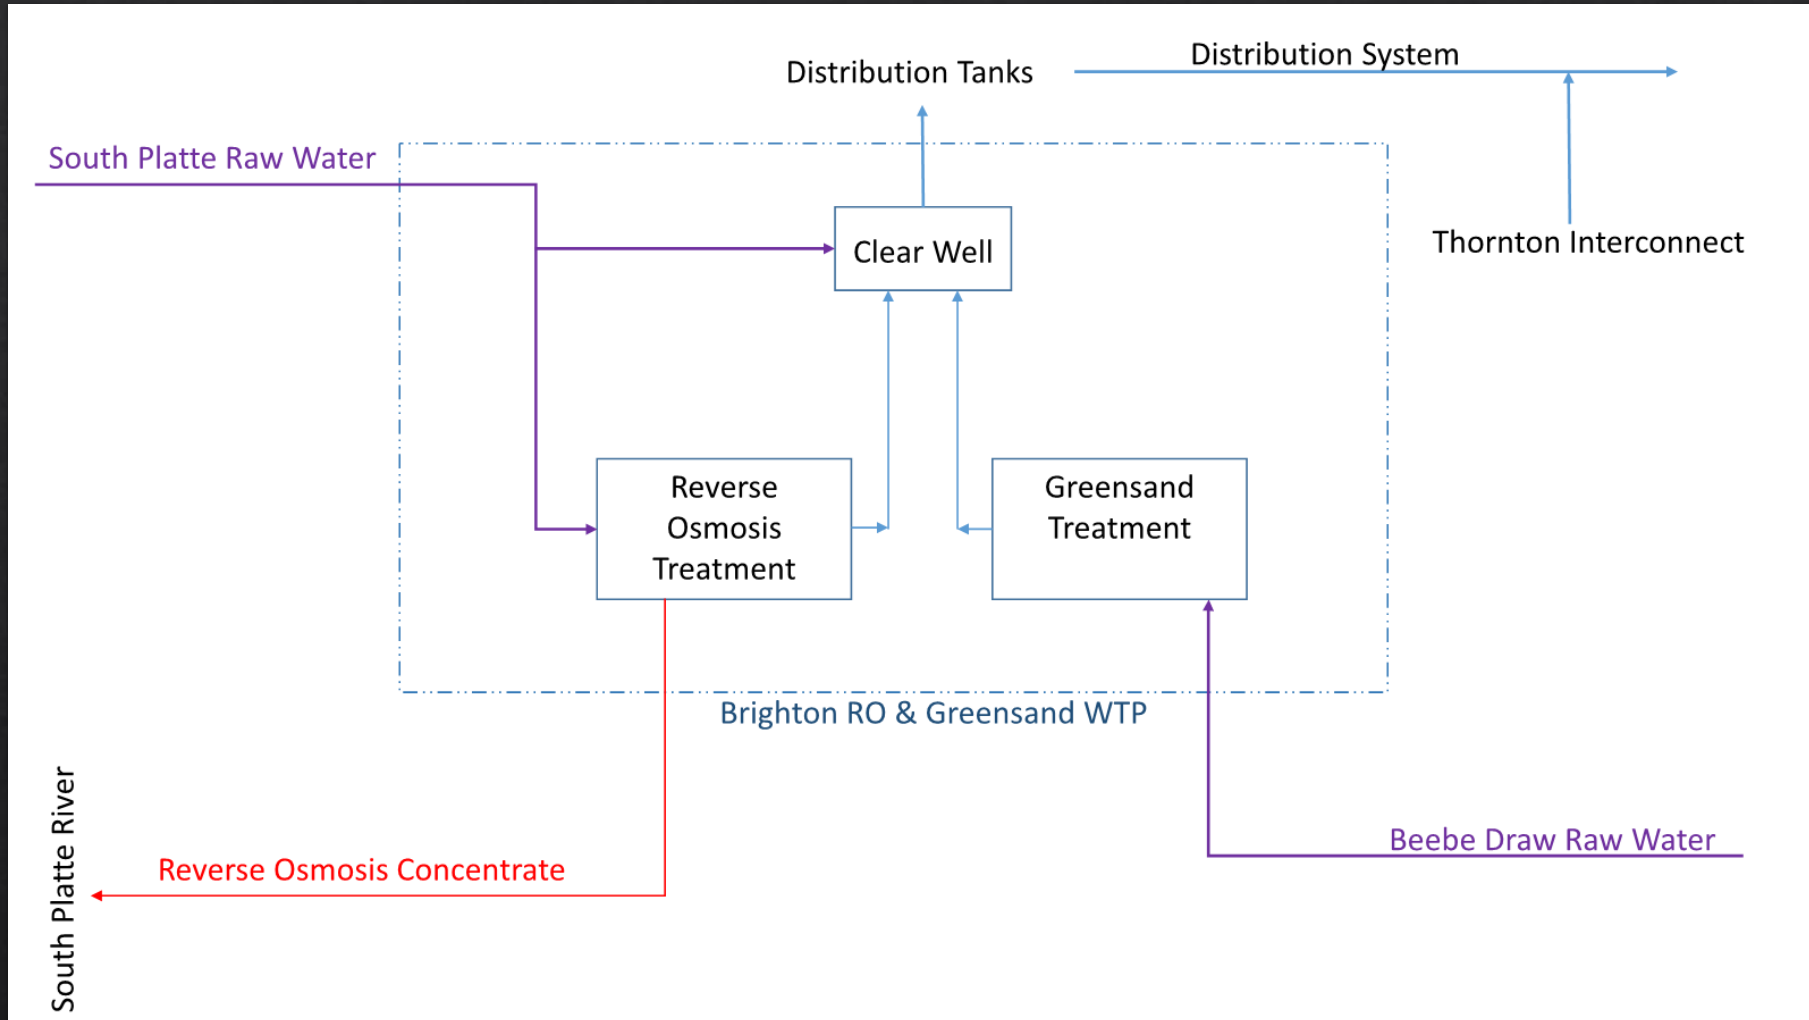 Distribution Tanks
Distribution System
South Platte Raw Water
Clear Well
Thornton Interconnect
Reverse
Osmosis
Treatment
Greensand
Treatment
Brighton RO & Greensand WTP
South Platte River
Reverse Osmosis Concentrate
Beebe Draw Raw Water